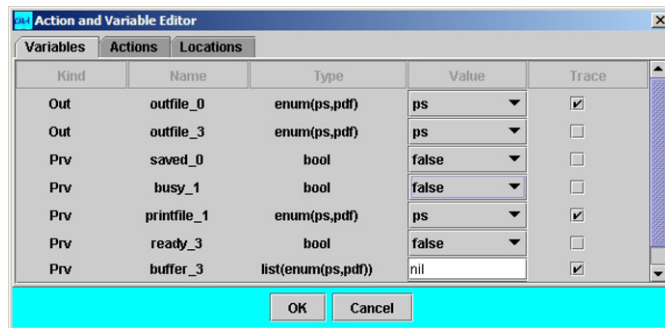 Action and Variable Editor
Variables Actions Locations
Kind Name Type Value Trace
Out outfile_0 enum(ps,pdf) ps
Out outfile_3 enum(ps,pdf) ps
Prv saved_0 bool false
Prv busy_1 bool false
Prv printfile_1 enum(ps,pdf) ps
Prv ready_3 bool false
Prv buffer_3 list(enum(ps,pdf)) nil
OK Cancel